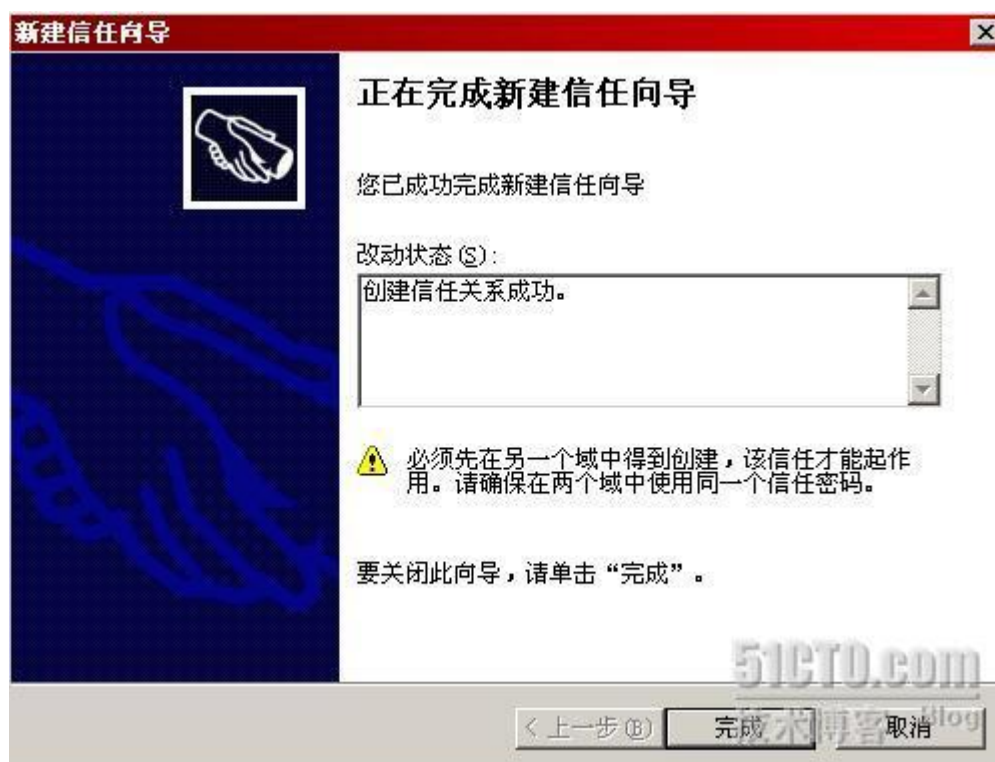 新建信任向导
正在完成新建信任向导
您已成功完成新建信任向导
改动状态(S):
创建信任关系成功。
必须先在另一个域中得到创建，该信任才能起作
用。请确保在两个域中使用同一个信任密码。
要关闭此向导，请单击“完成”。
51CTO.com
技术博客 Blog
< 上一步(B)
完成
取消